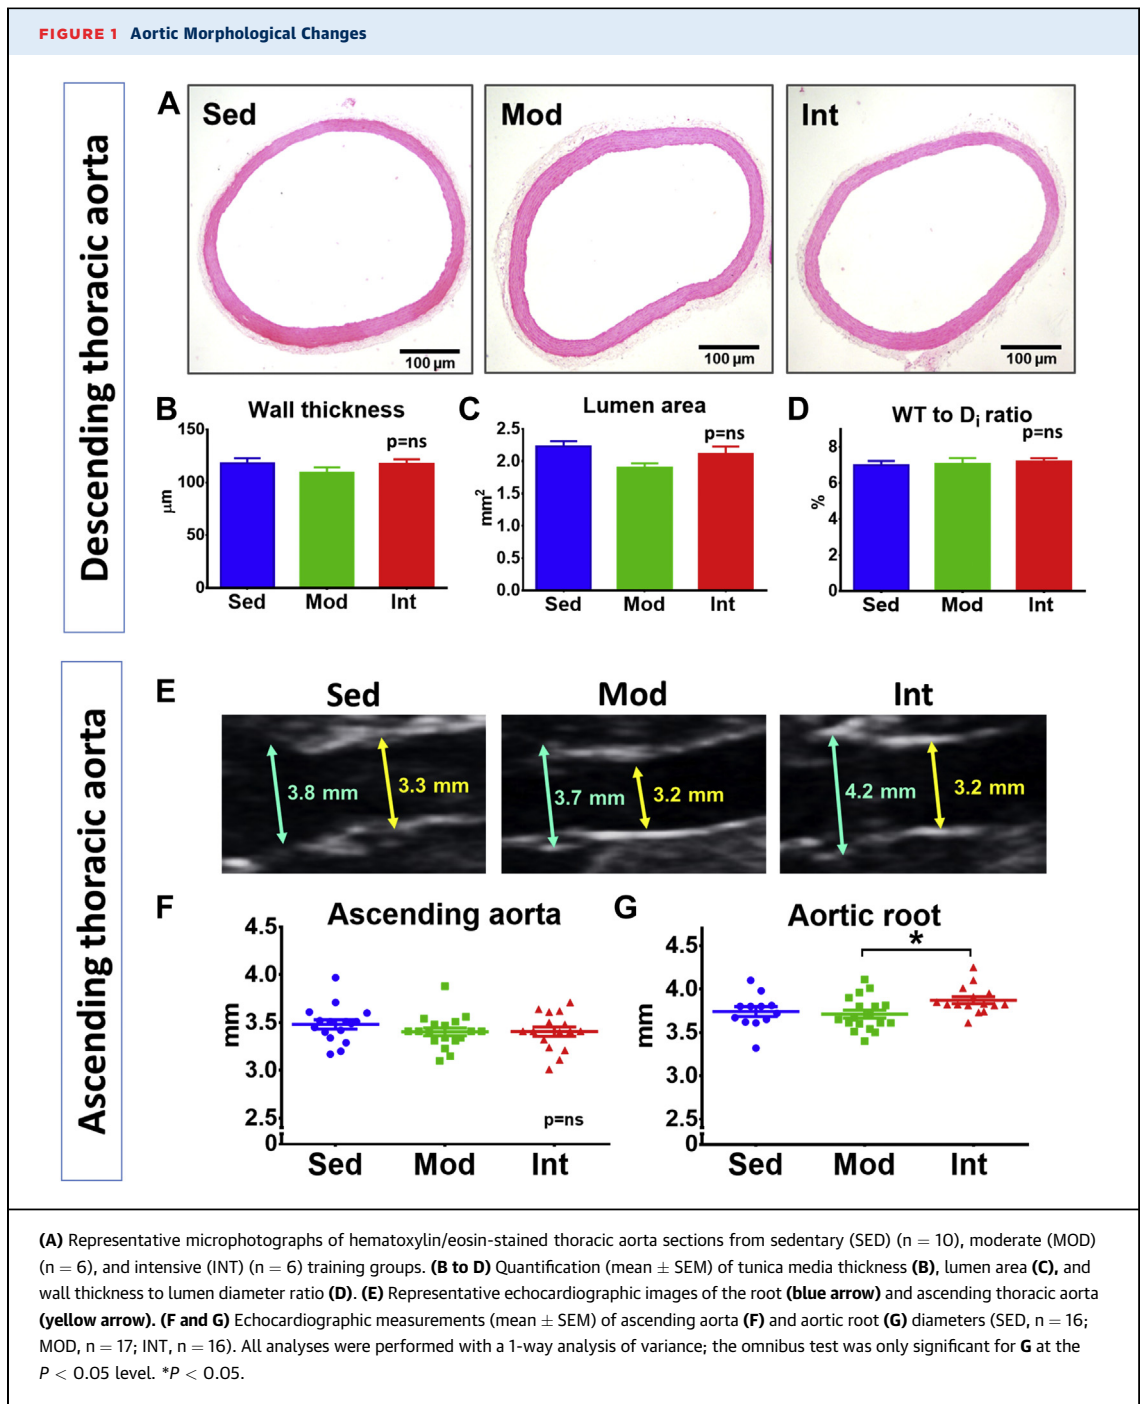 FIGURE 1 Aortic Morphological Changes
Descending thoracic aorta
A
Sed
Mod
Int
100 µm
100 µm
100 µm
B
Wall thickness
150
100
50
0
µm
p=ns
Sed Mod Int
C
Lumen area
2.5
2.0
1.5
1.0
0.5
0.0
mm²
p=ns
Sed Mod Int
D
WT to Dᵢ ratio
8
6
4
2
0
%
p=ns
Sed Mod Int
Ascending thoracic aorta
E
Sed
Mod
Int
3.8 mm
3.3 mm
3.7 mm
3.2 mm
4.2 mm
3.2 mm
F
Ascending aorta
4.5
4.0
3.5
3.0
2.5
0
mm
p=ns
Sed Mod Int
G
Aortic root
*
4.5
4.0
3.5
3.0
2.5
0
mm
Sed Mod Int
(A) Representative microphotographs of hematoxylin/eosin-stained thoracic aorta sections from sedentary (SED) (n = 10), moderate (MOD)
(n = 6), and intensive (INT) (n = 6) training groups. (B to D) Quantification (mean ± SEM) of tunica media thickness (B), lumen area (C), and
wall thickness to lumen diameter ratio (D). (E) Representative echocardiographic images of the root (blue arrow) and ascending thoracic aorta
(yellow arrow). (F and G) Echocardiographic measurements (mean ± SEM) of ascending aorta (F) and aortic root (G) diameters (SED, n = 16;
MOD, n = 17; INT, n = 16). All analyses were performed with a 1-way analysis of variance; the omnibus test was only significant for G at the
P < 0.05 level. *P < 0.05.